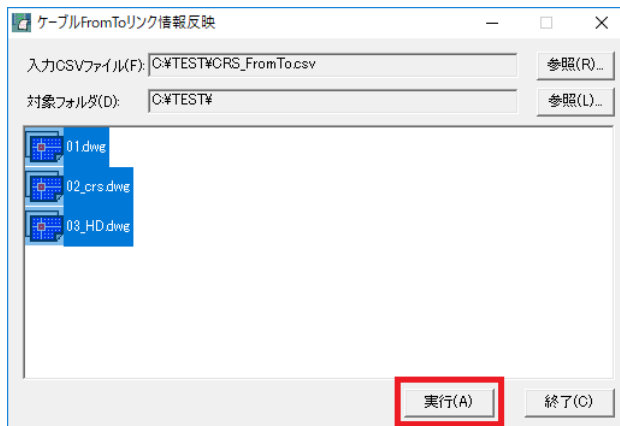 ケーブルFromToリンク情報反映
入力CSVファイル(F): C:¥TEST¥CRS_FromTo.csv 参照(R)...
対象フォルダ(D): C:¥TEST¥ 参照(L)...
01.dwg
02_crs.dwg
03_HD.dwg
実行(A) 終了(C)